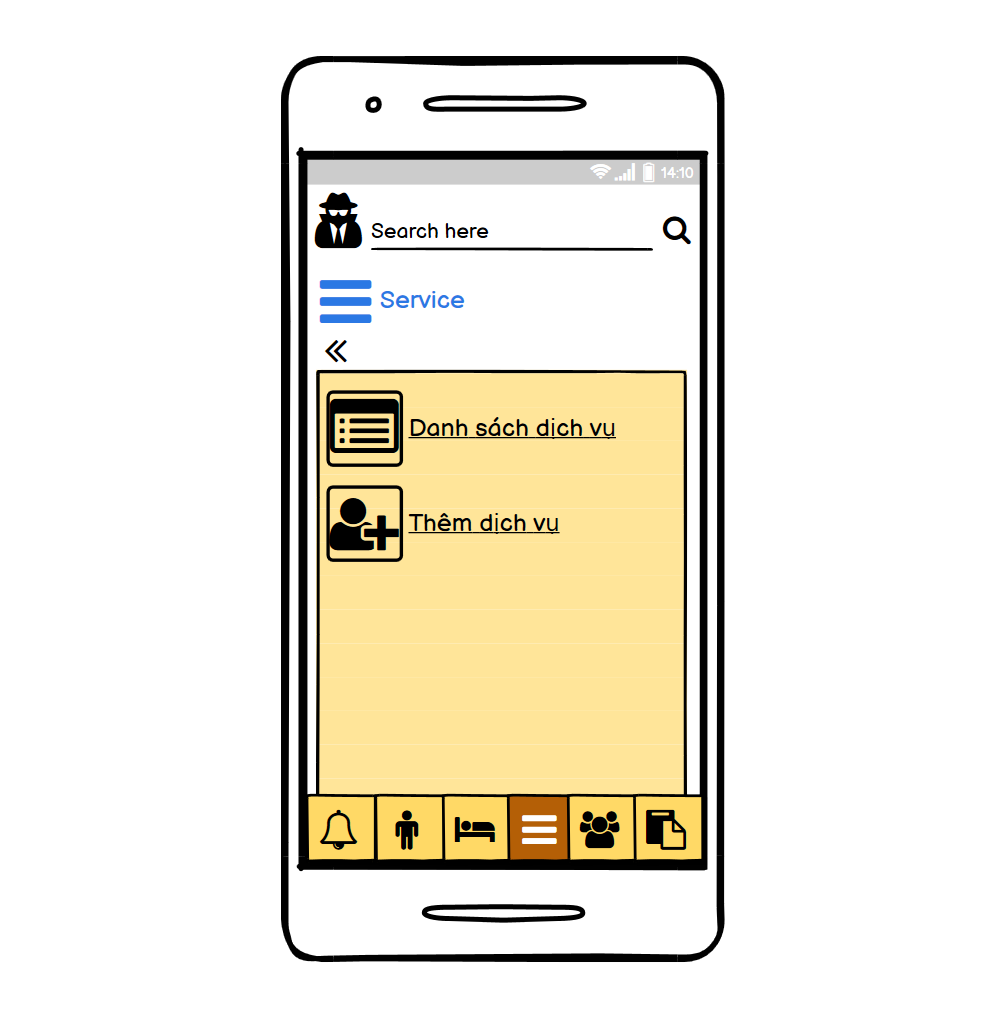 14:10
Search here
Service
Danh sách dịch vụ
Thêm dịch vụ